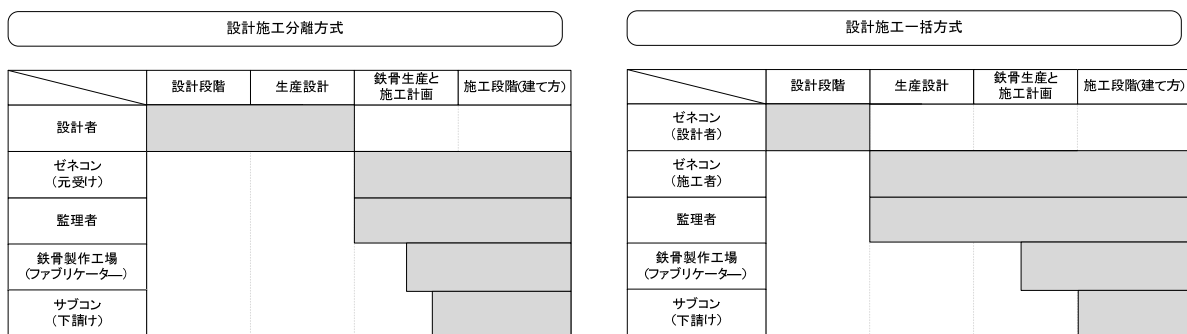 設計施工分離方式
設計段階
生産設計
鉄骨生産と
施工計画
施工段階(建て方)
設計者
ゼネコン
(元受け)
監理者
鉄骨製作工場
(ファブリケーター)
サブコン
(下請け)
設計施工一括方式
設計段階
生産設計
鉄骨生産と
施工計画
施工段階(建て方)
ゼネコン
(設計者)
ゼネコン
(施工者)
監理者
鉄骨製作工場
(ファブリケーター)
サブコン
(下請け)